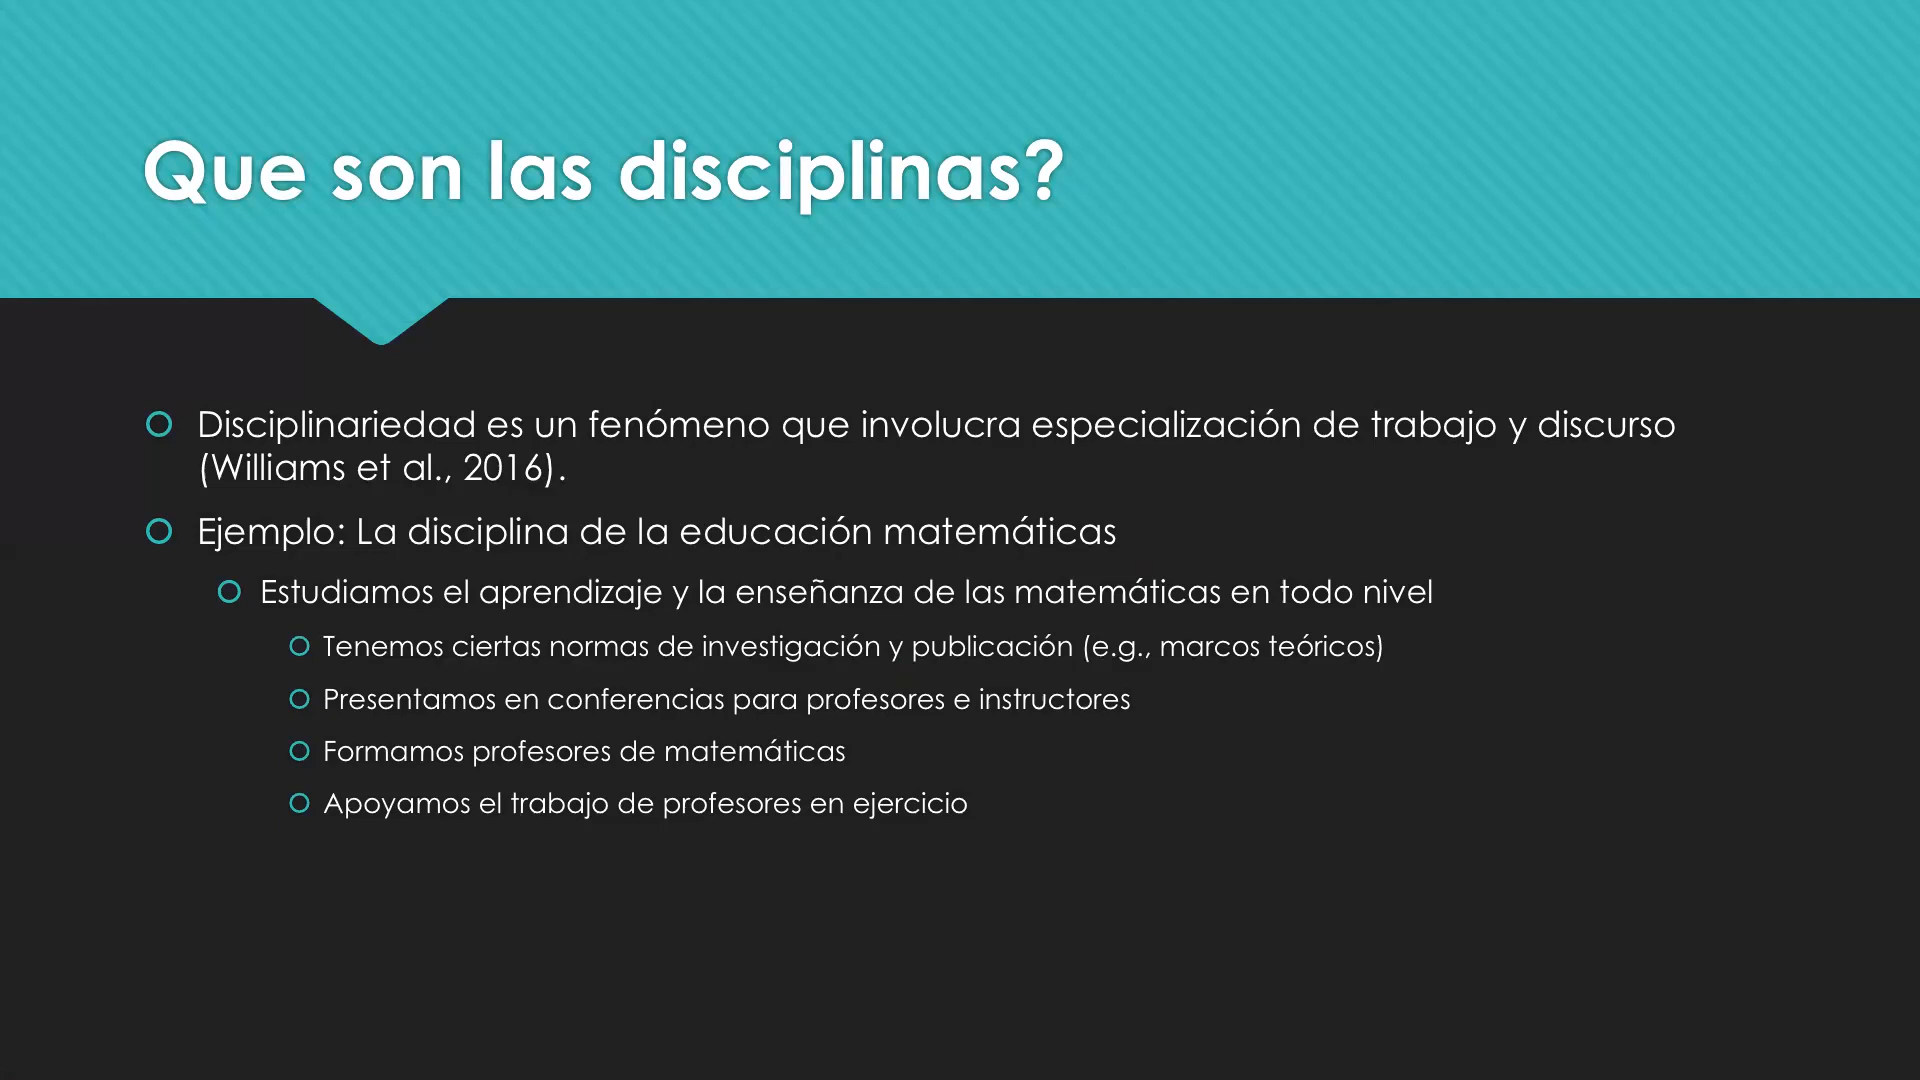 Que son las disciplinas?
Disciplinariedad es un fenómeno que involucra especialización de trabajo y discurso
(Williams et al., 2016).
Ejemplo: La disciplina de la educación matemáticas
Estudiamos el aprendizaje y la enseñanza de las matemáticas en todo nivel
Tenemos ciertas normas de investigación y publicación (e.g., marcos teóricos)
Presentamos en conferencias para profesores e instructores
Formamos profesores de matemáticas
Apoyamos el trabajo de profesores en ejercicio